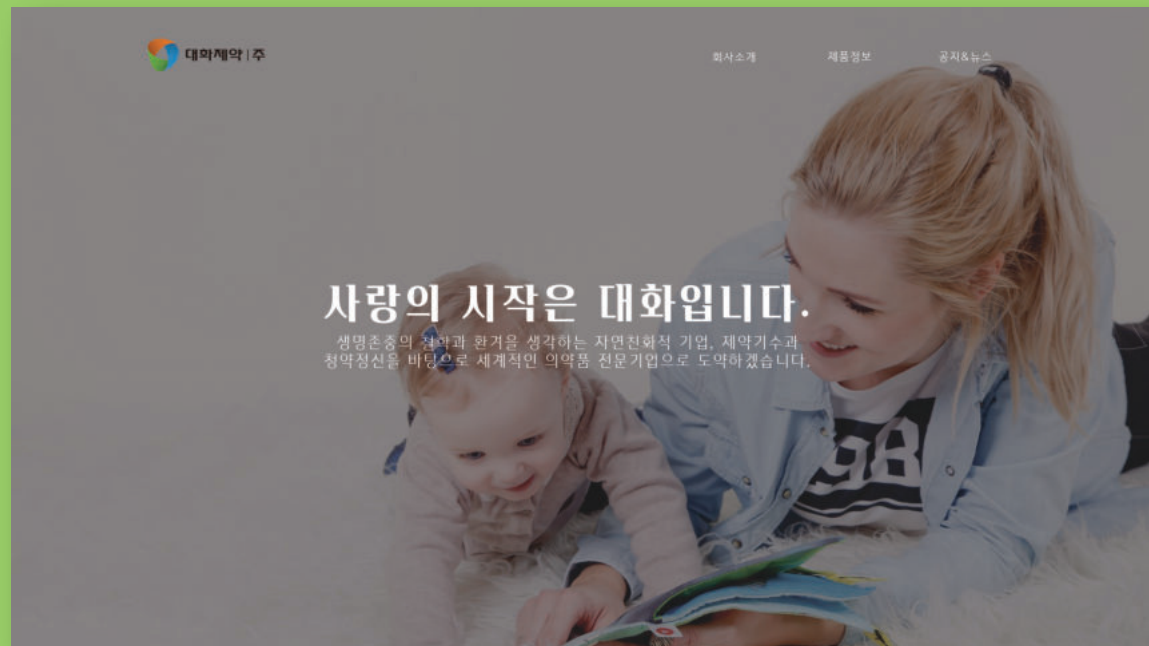 대화제약|주
회사소개
제품정보
공지&뉴스
사랑의 시작은 대화입니다.
생명존중의 철학과 환겨을 생각하는 자연친화적 기업, 제약기수과
청약정신을 바탕으로 세계적인 의약품 전문기업으로 도약하겠습니다.